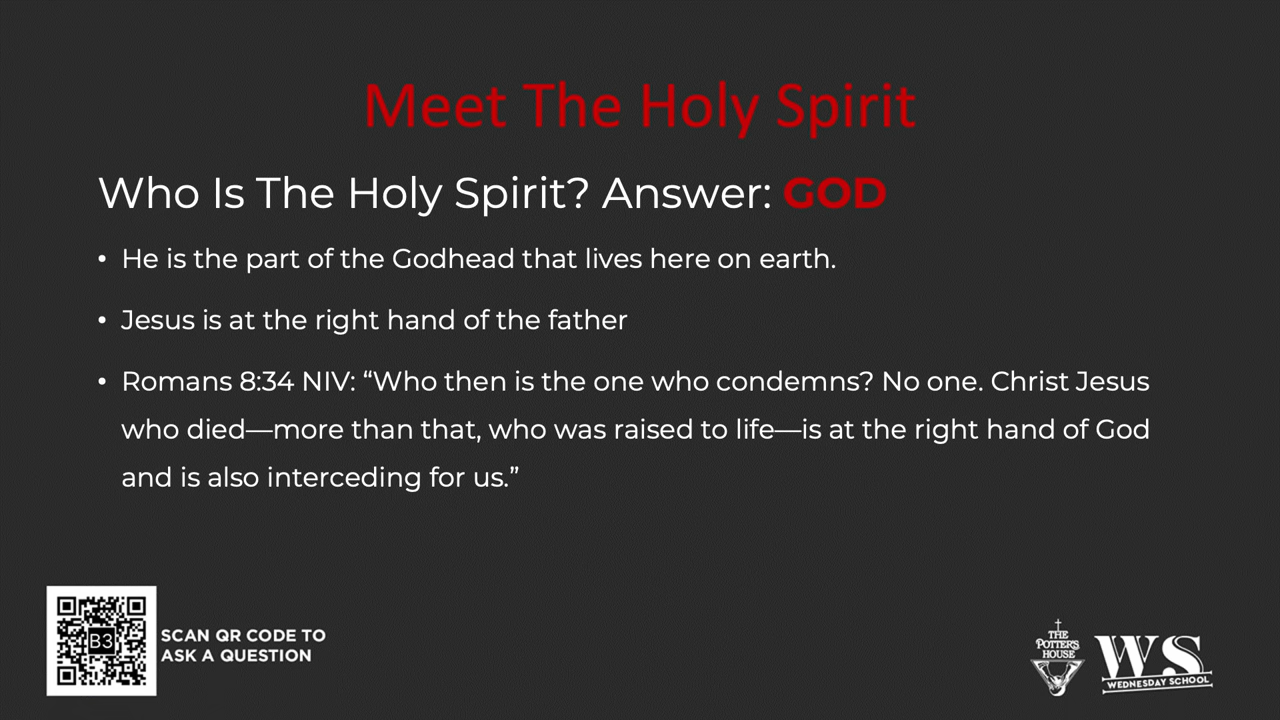 Meet The Holy Spirit
Who Is The Holy Spirit? Answer: GOD
• He is the part of the Godhead that lives here on earth.
• Jesus is at the right hand of the father
• Romans 8:34 NIV: “Who then is the one who condemns? No one. Christ Jesus
who died—more than that, who was raised to life—is at the right hand of God
and is also interceding for us.”
B3
SCAN QR CODE TO
ASK A QUESTION
THE
POTTER'S
HOUSE
WS
WEDNESDAY SCHOOL